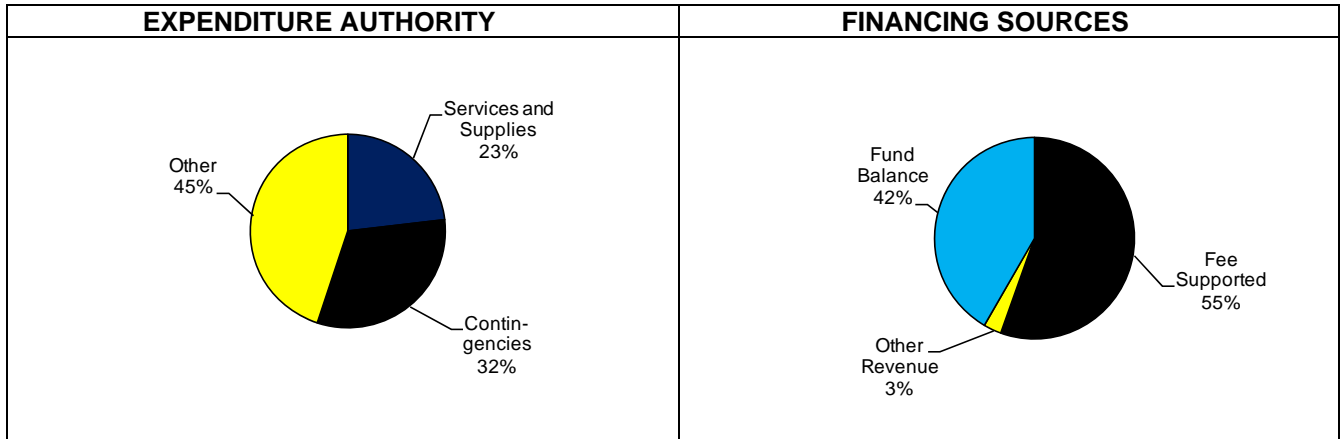 EXPENDITURE AUTHORITY
Services and
Supplies
23%
Other
45%
Contin-
gencies
32%
FINANCING SOURCES
Fund
Balance
42%
Fee
Supported
55%
Other
Revenue
3%